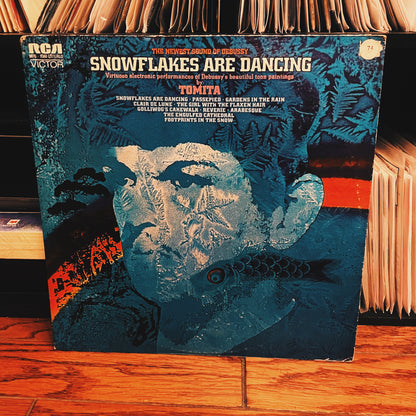 RCA
VICTOR
THE NEWEST SOUND OF DEBUSSY
SNOWFLAKES ARE DANCING
Virtuoso electronic performances of Debussy's beautiful tone paintings
by
TOMITA
SNOWFLAKES ARE DANCING · PASSEPIED · GARDENS IN THE RAIN
CLAIR DE LUNE · THE GIRL WITH THE FLAXEN HAIR
GOLLIWOG'S CAKEWALK · REVERIE · ARABESQUE
THE ENGULFED CATHEDRAL
FOOTPRINTS IN THE SNOW